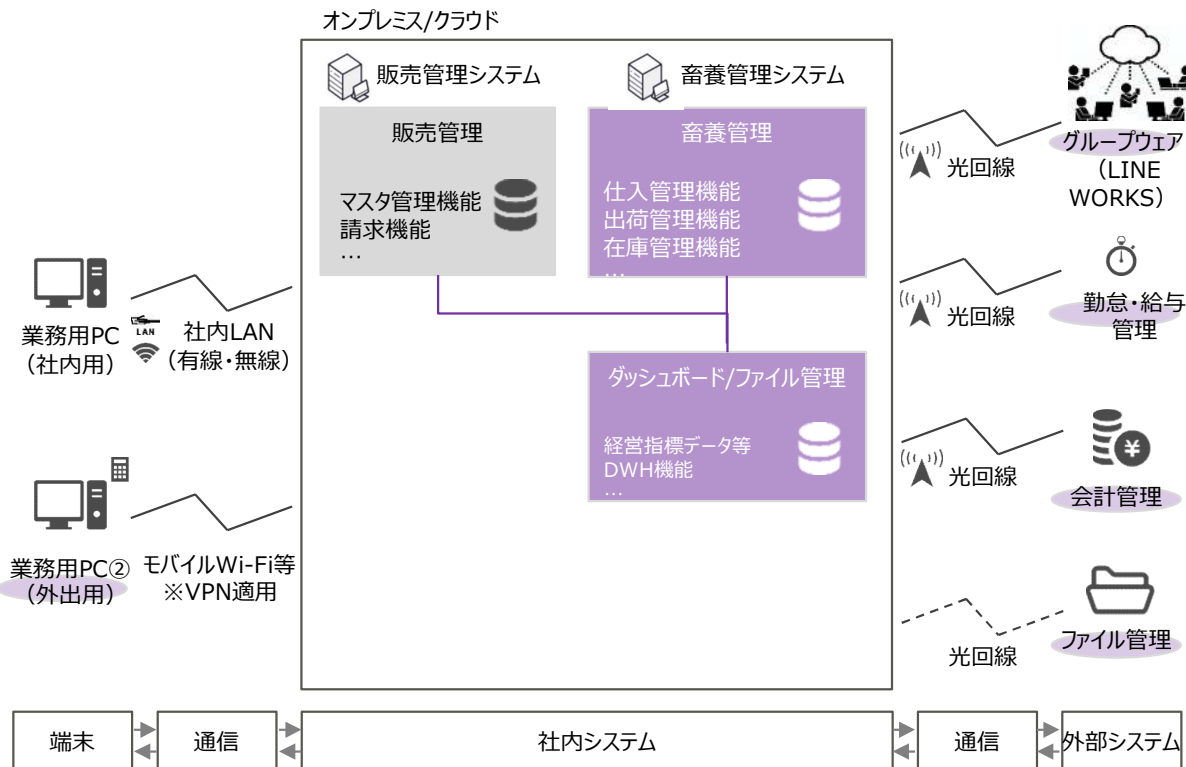 オンプレミス/クラウド
販売管理システム
畜養管理システム
販売管理
マスタ管理機能
請求機能
…
畜養管理
仕入管理機能
出荷管理機能
在庫管理機能
…
ダッシュボード/ファイル管理
経営指標データ等
DWH機能
…
業務用PC
（社内用）
LAN
社内LAN
（有線・無線）
業務用PC②
（外出用）
モバイルWi-Fi等
※VPN適用
光回線
グループウェア
（LINE
WORKS）
光回線
勤怠・給与
管理
光回線
¥
会計管理
光回線
ファイル管理
端末
通信
社内システム
通信
外部システム